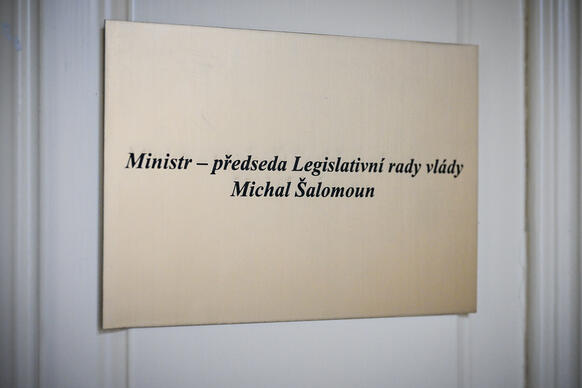 Ministr – předseda Legislativní rady vlády
Michal Šalomoun